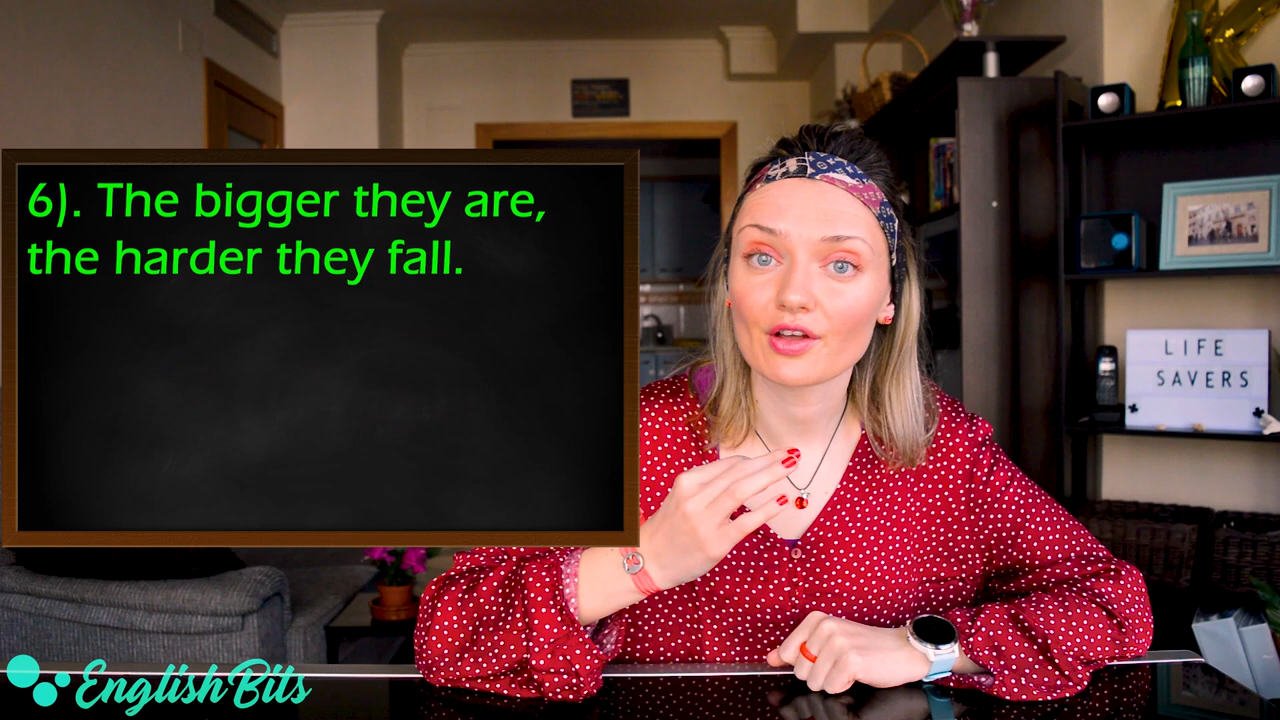 6). The bigger they are,
the harder they fall.
LIFE
SAVERS
EnglishBits